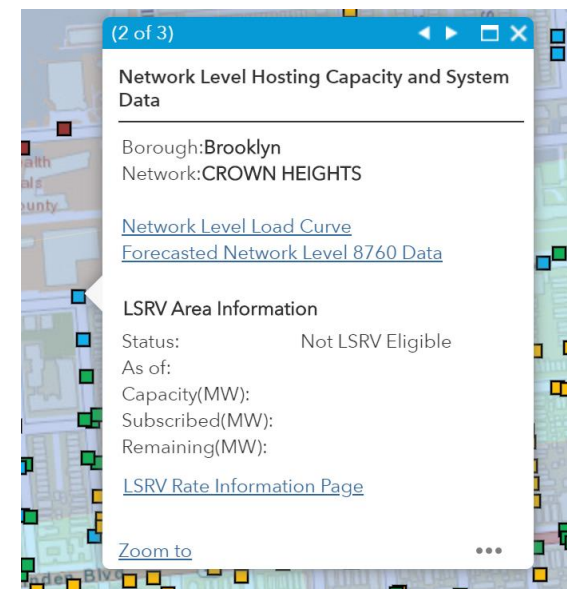 (2 of 3)
Network Level Hosting Capacity and System
Data
Borough:Brooklyn
Network:CROWN HEIGHTS
Network Level Load Curve
Forecasted Network Level 8760 Data
LSRV Area Information
Status: Not LSRV Eligible
As of:
Capacity(MW):
Subscribed(MW):
Remaining(MW):
LSRV Rate Information Page
Zoom to